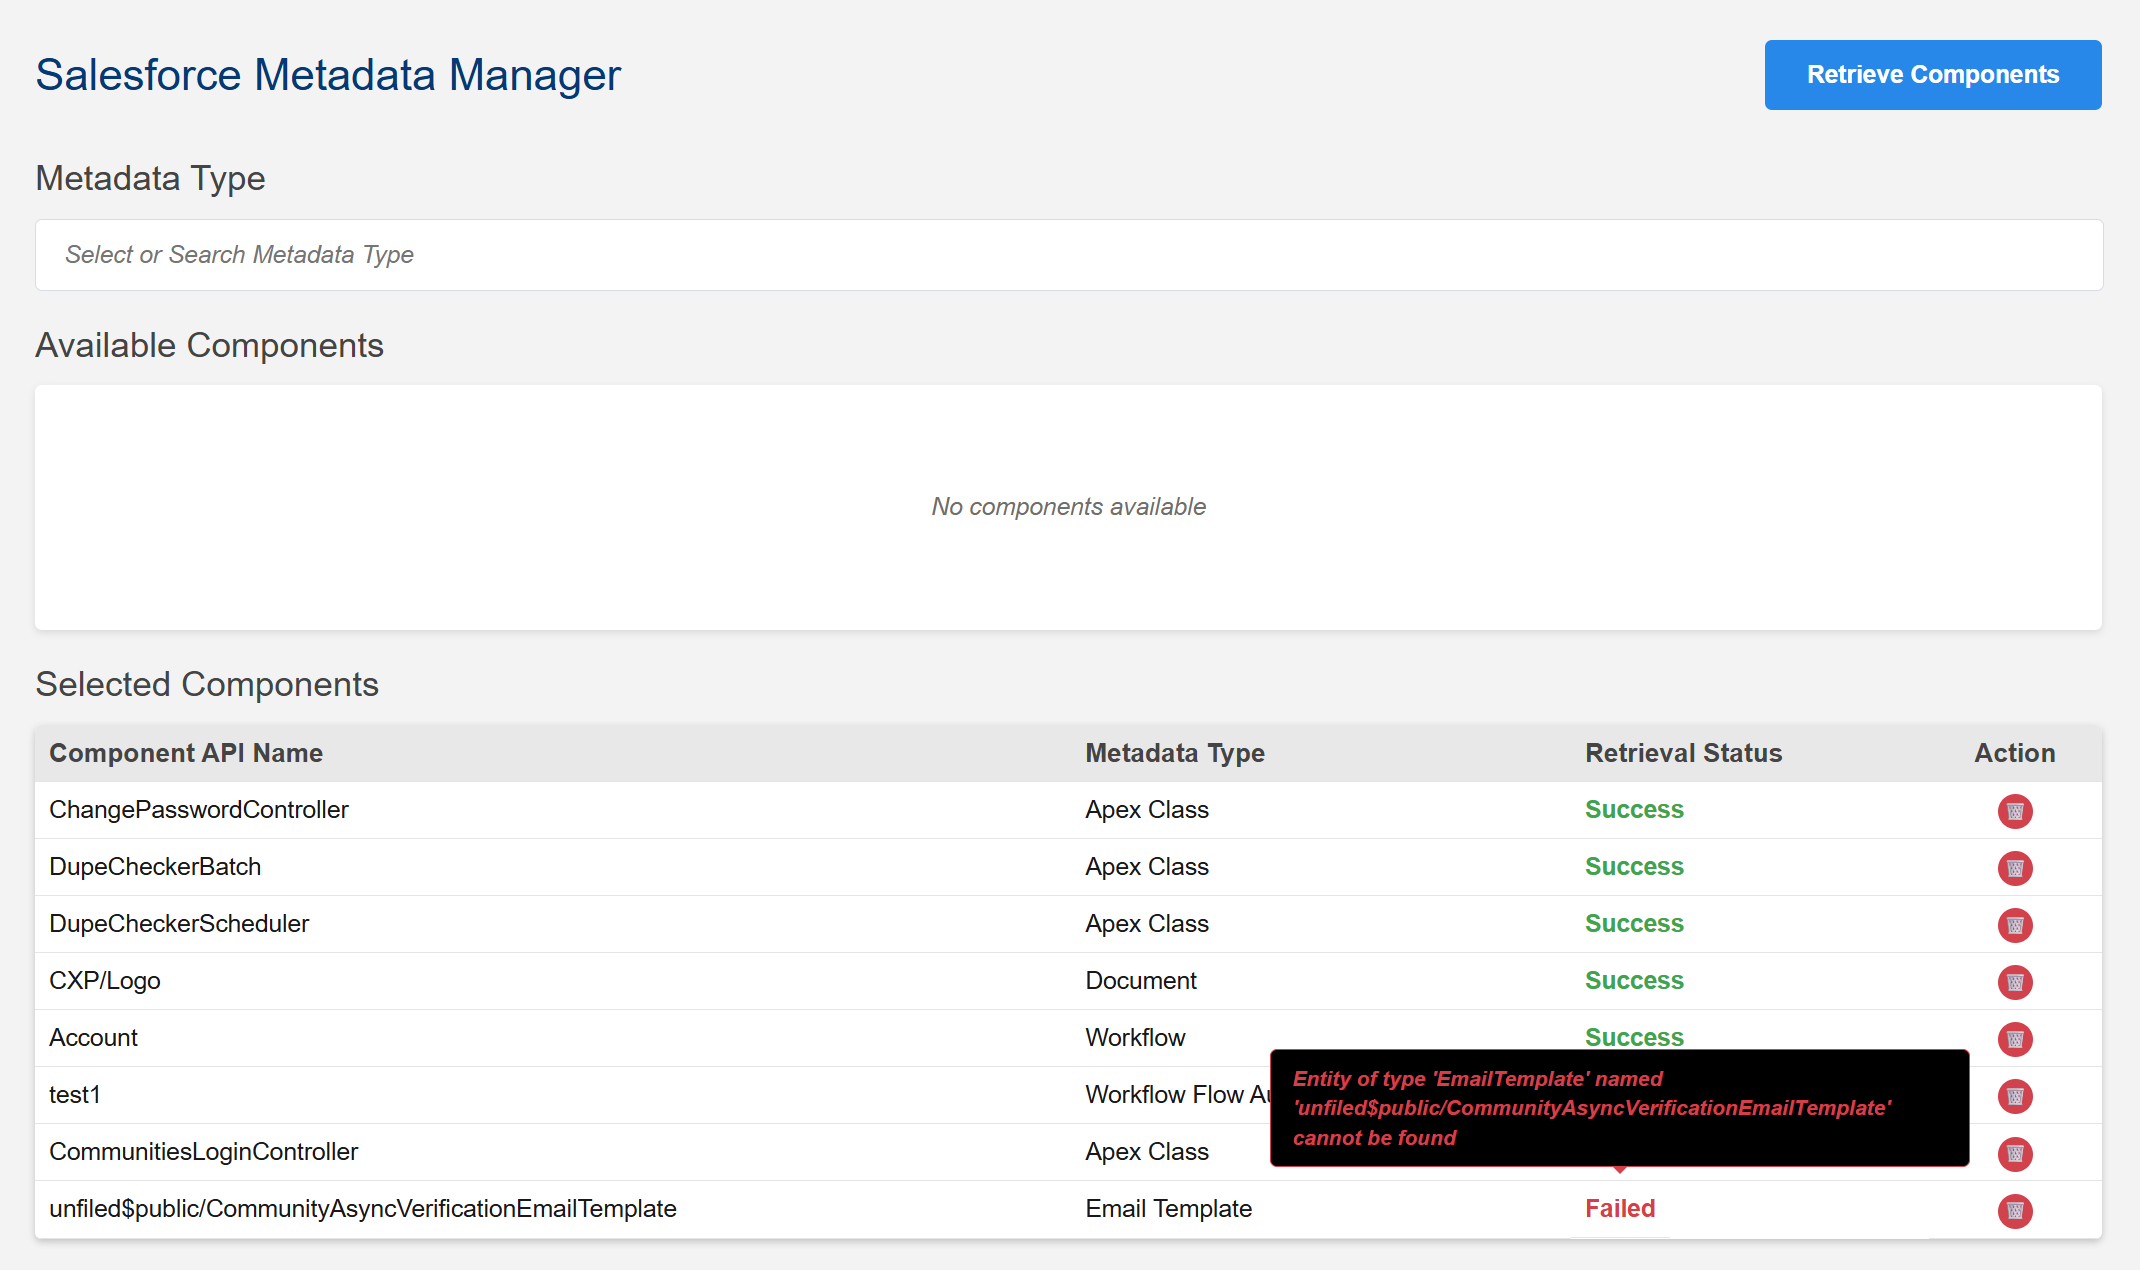 Salesforce Metadata Manager
Retrieve Components
Metadata Type
Select or Search Metadata Type
Available Components
No components available
Selected Components
Component API Name Metadata Type Retrieval Status Action
ChangePasswordController Apex Class Success
DupeCheckerBatch Apex Class Success
DupeCheckerScheduler Apex Class Success
CXP/Logo Document Success
Account Workflow Success
test1 Workflow Flow
Entity of type 'EmailTemplate' named
'unfiled$public/CommunityAsyncVerificationEmailTemplate'
cannot be found
CommunitiesLoginController Apex Class
unfiled$public/CommunityAsyncVerificationEmailTemplate Email Template Failed